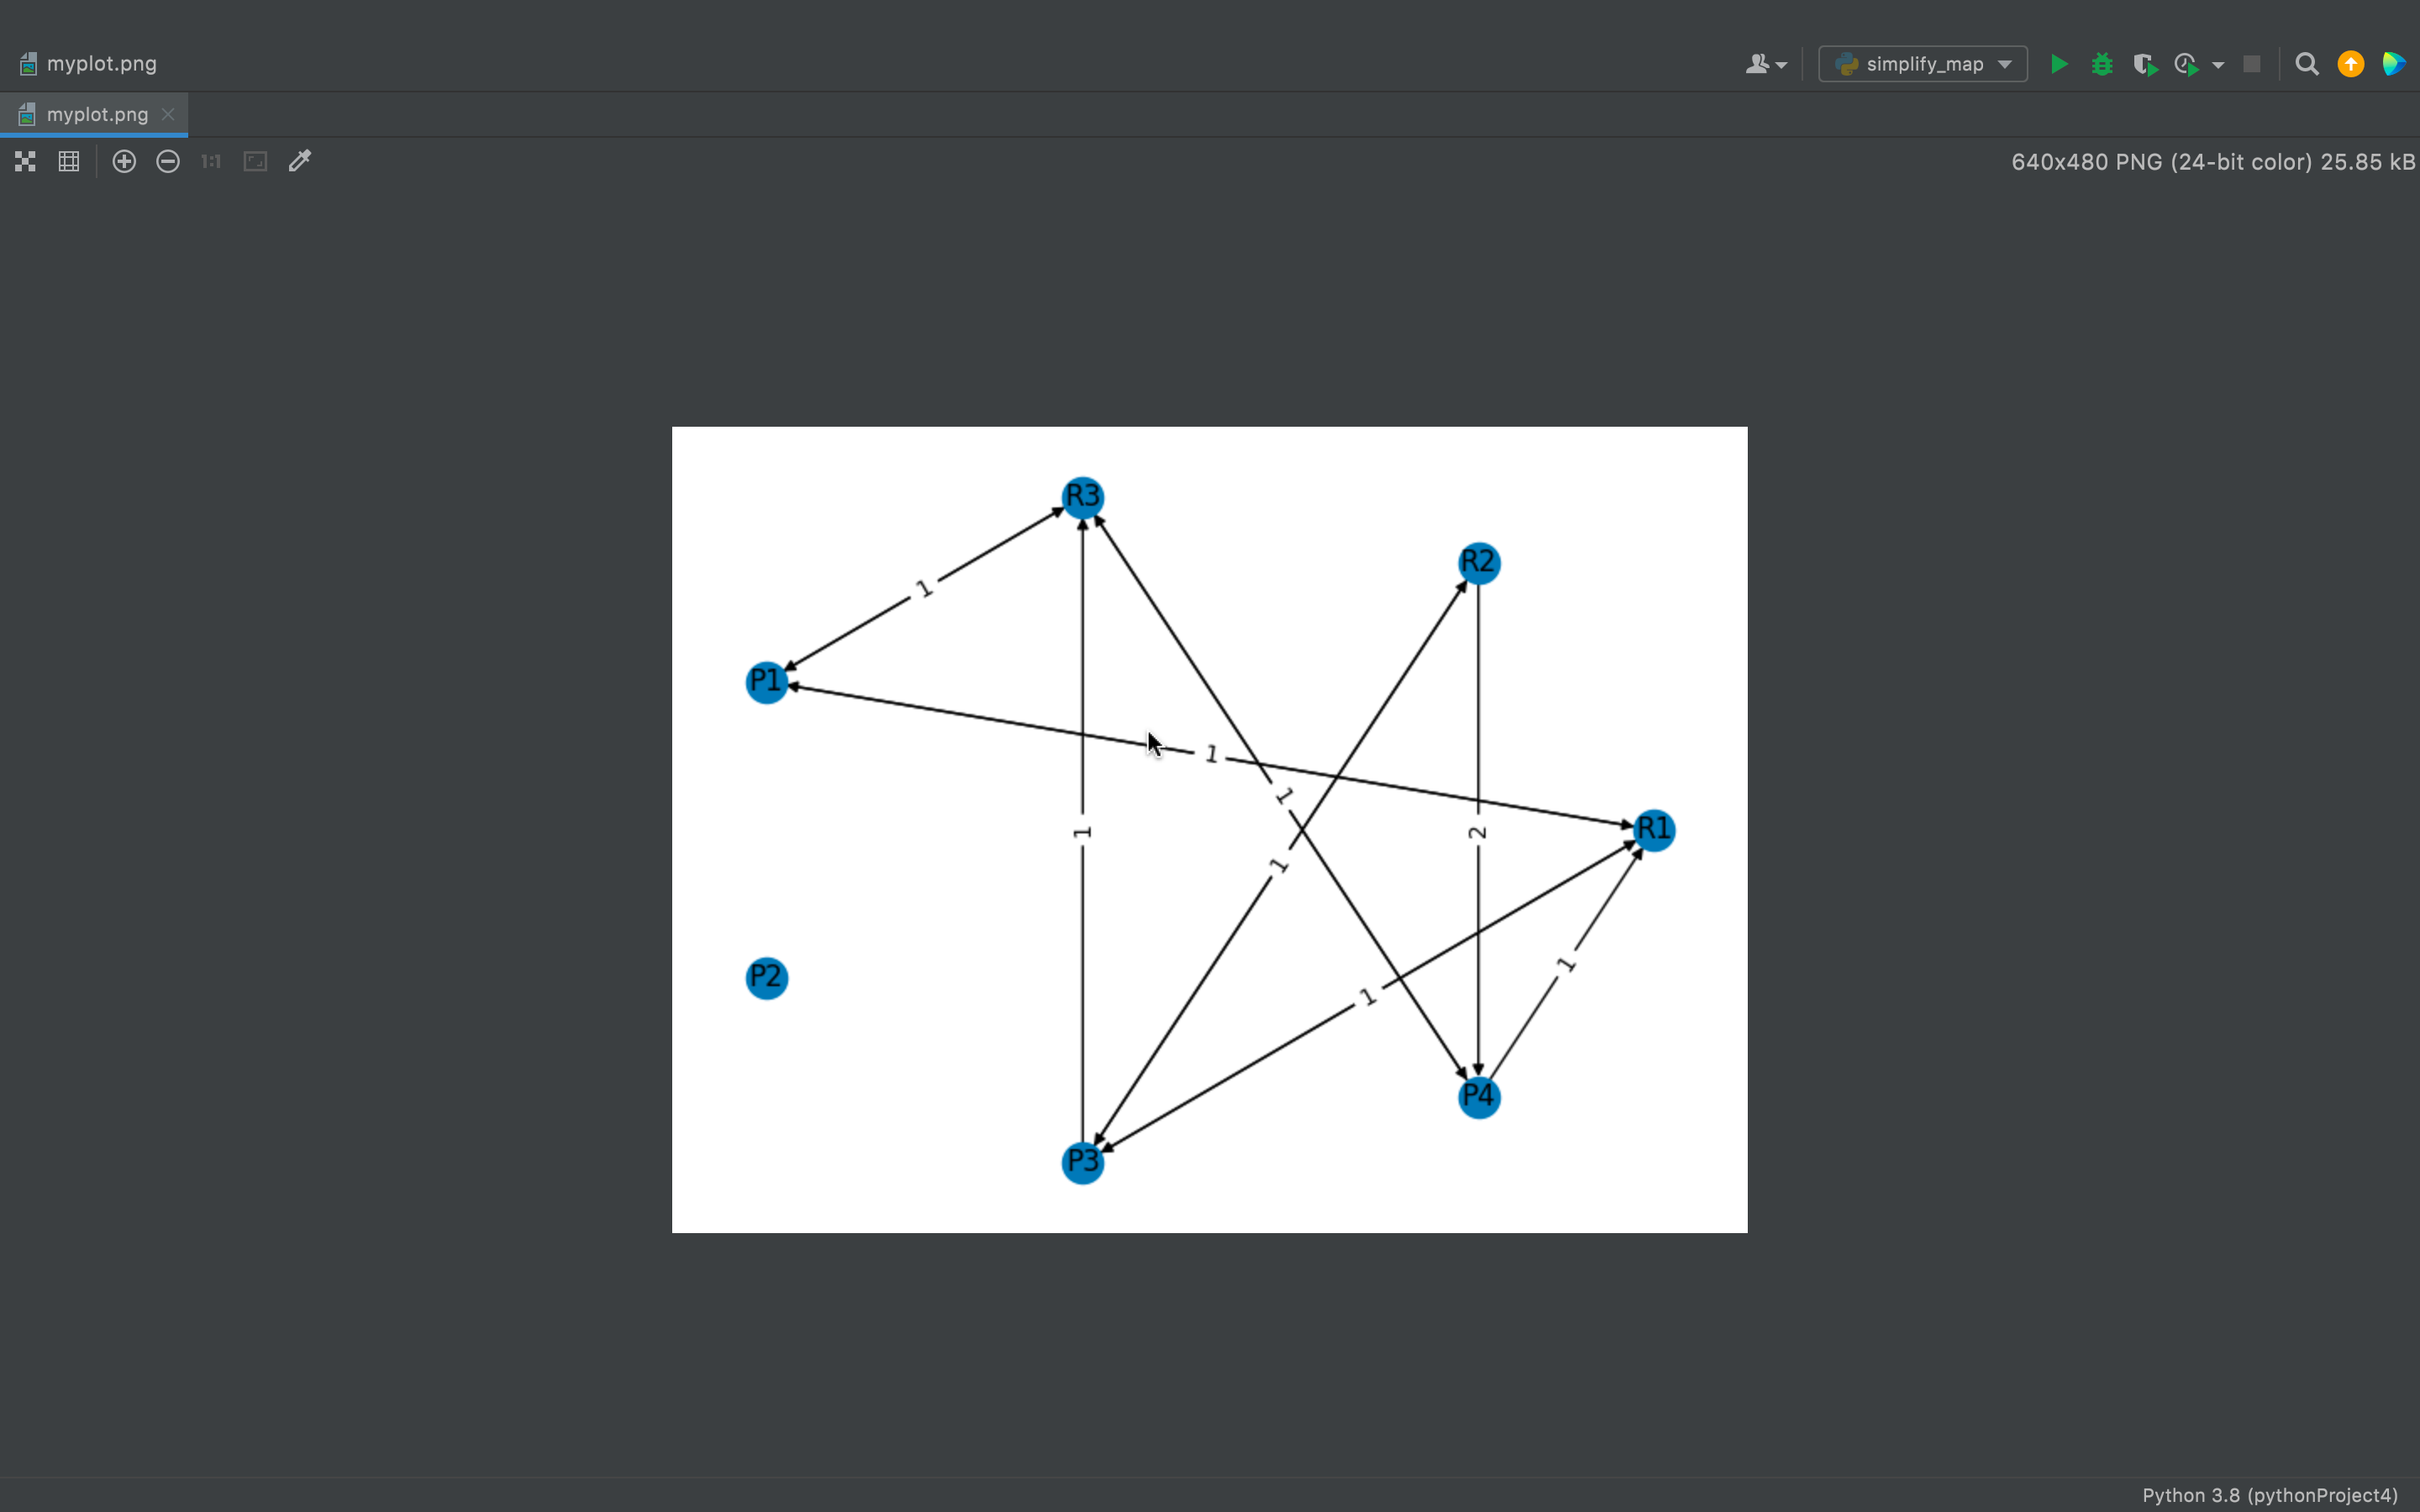 myplot.png
simplify_map
myplot.png
1:1
640x480 PNG (24-bit color) 25.85 kB
R3
R2
1
P1
1
1
1
2
R1
1
1
P2
1
P4
P3
Python 3.8 (pythonProject4)